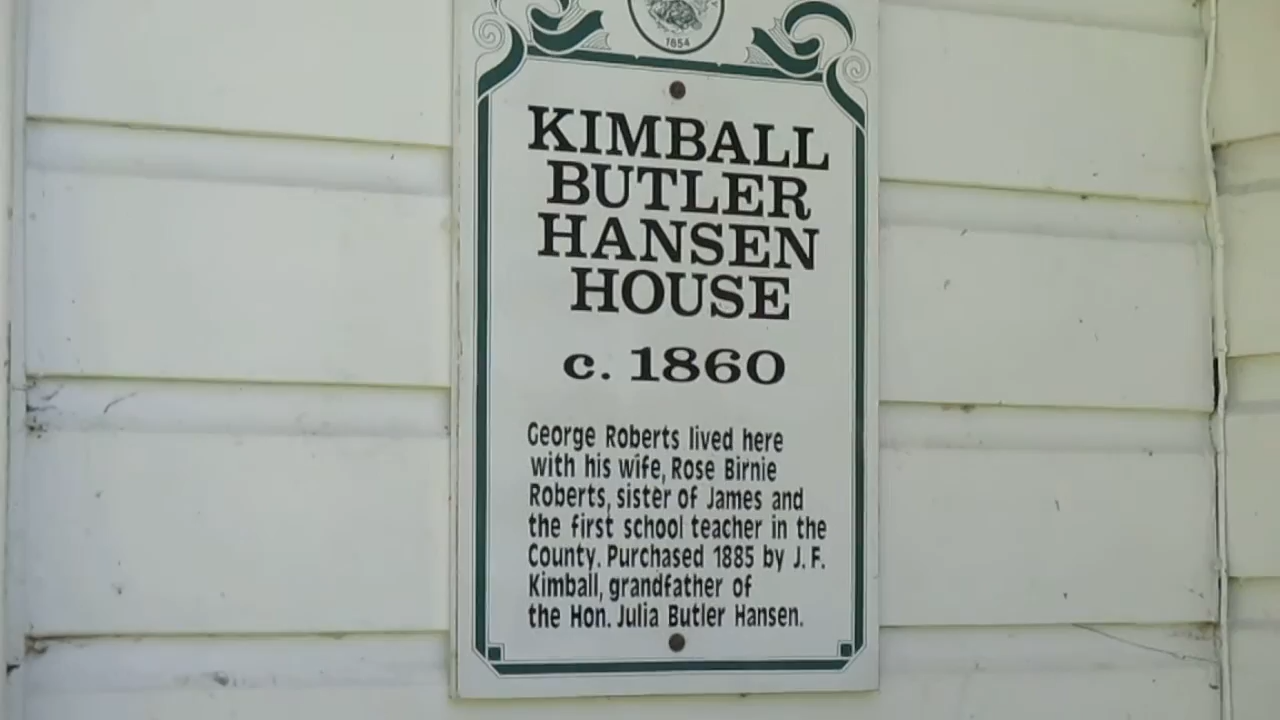 1854
KIMBALL
BUTLER
HANSEN
HOUSE
c. 1860
George Roberts lived here
with his wife, Rose Birnie
Roberts, sister of James and
the first school teacher in the
County. Purchased 1885 by J. F.
Kimball, grandfather of
the Hon. Julia Butler Hansen.